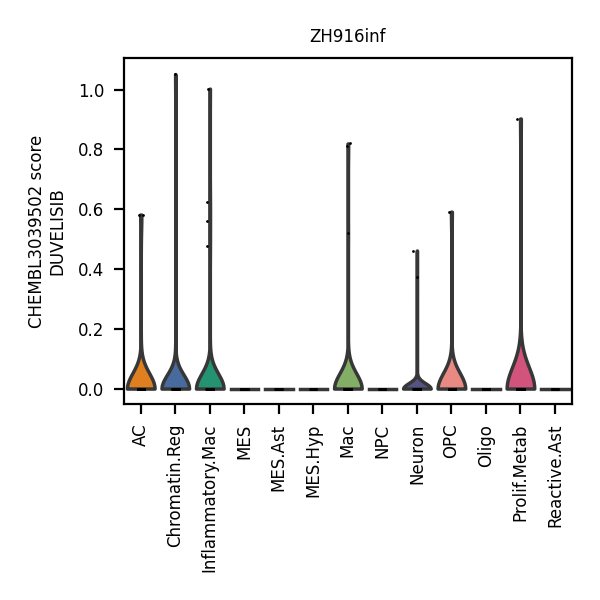 ZH916inf
CHEMBL3039502 score
DUVELISIB
1.0
0.8
0.6
0.4
0.2
0.0
AC
Chromatin.Reg
Inflammatory.Mac
MES
MES.Ast
MES.Hyp
Mac
NPC
Neuron
OPC
Oligo
Prolif.Metab
Reactive.Ast